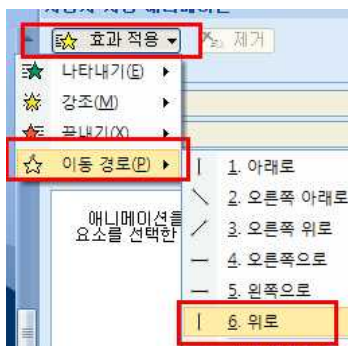 효과 적용
제거
나타내기(E)
강조(M)
끝내기(X)
이동 경로(P)
1. 아래로
2. 오른쪽 아래로
3. 오른쪽 위로
4. 오른쪽으로
5. 왼쪽으로
6. 위로
애니메이션을
요소를 선택한